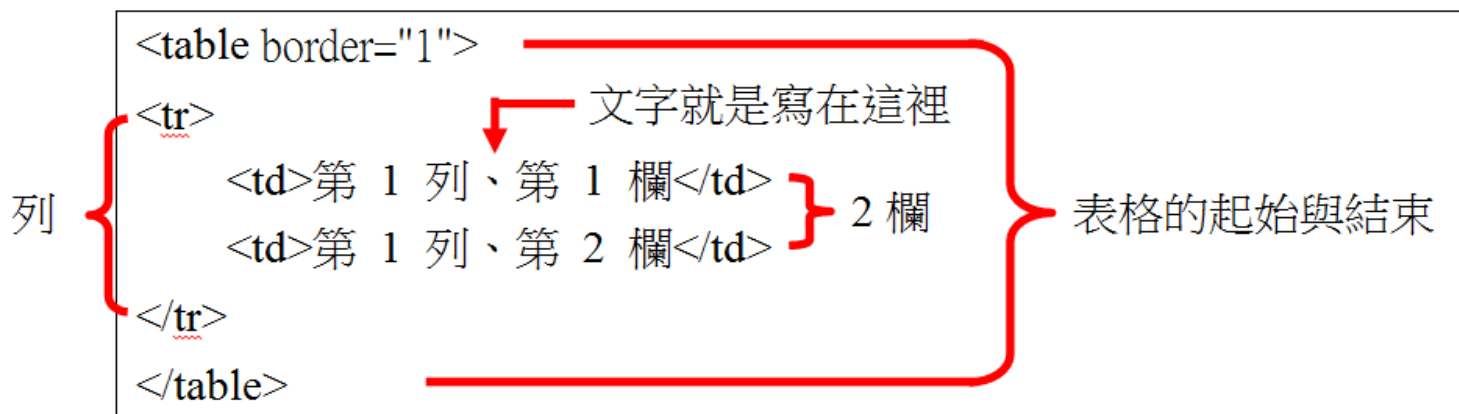 <table border="1">
<tr>
文字就是寫在這裡
<td>第 1 列、第 1 欄</td>
列
2 欄
表格的起始與結束
<td>第 1 列、第 2 欄</td>
</tr>
</table>